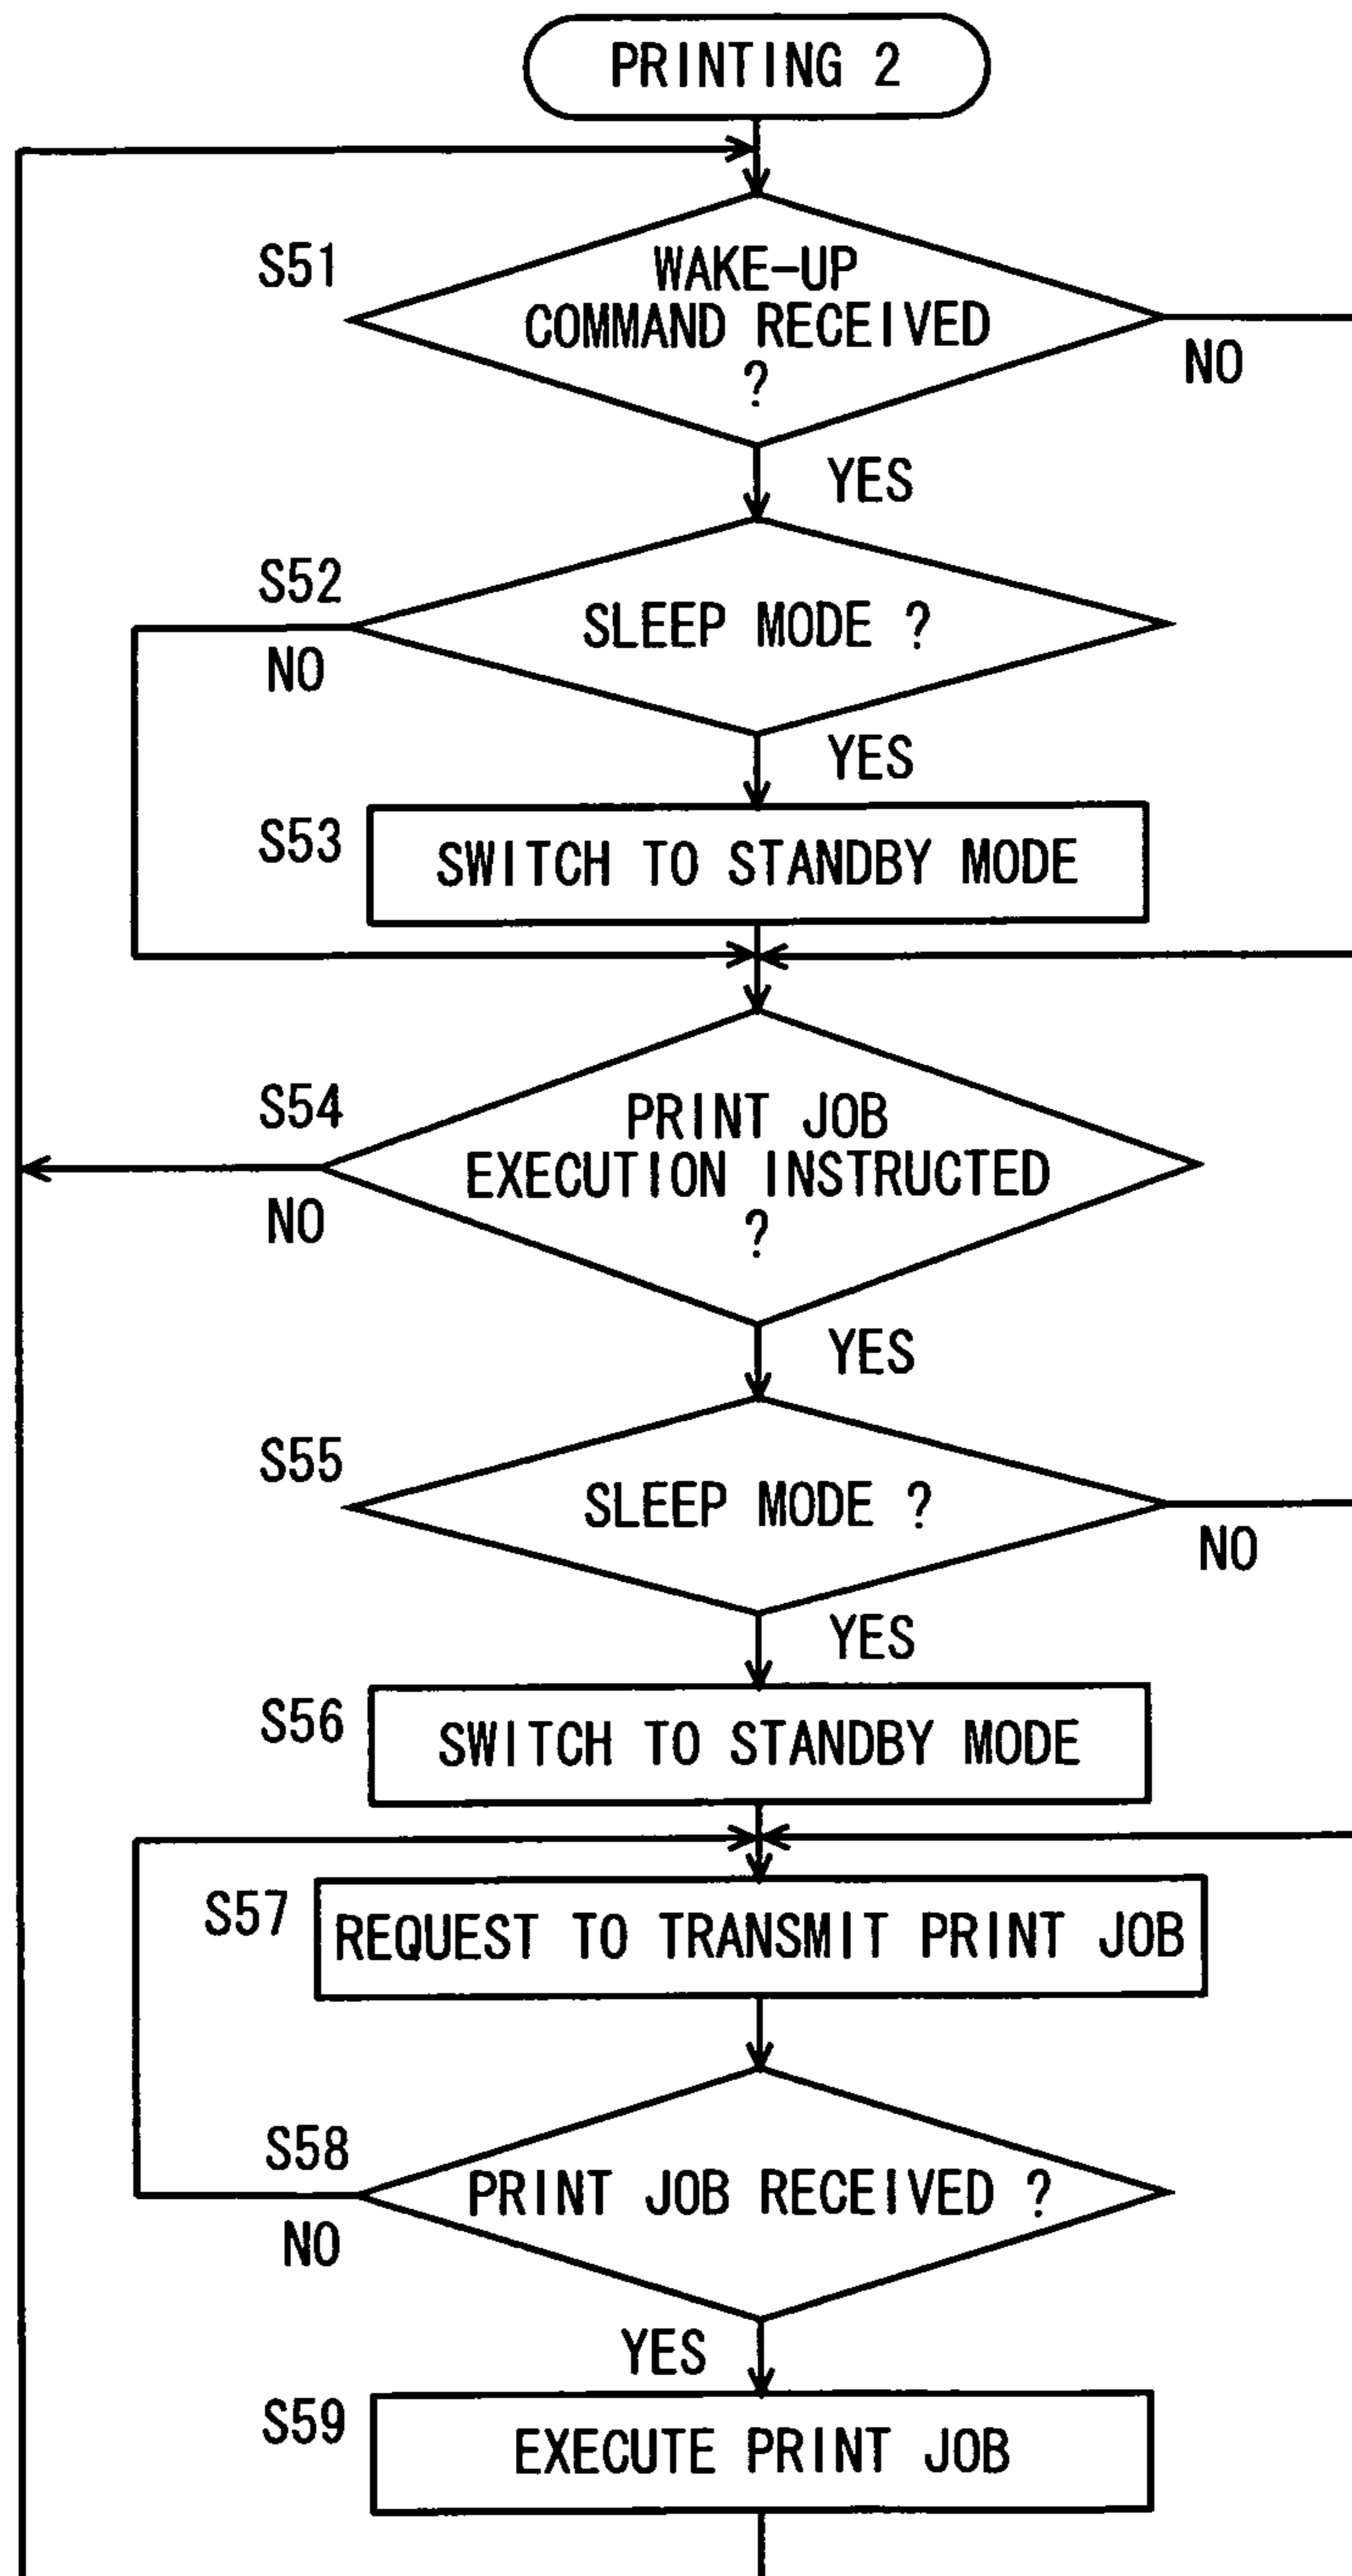 PRINTING 2
S51
WAKE-UP
COMMAND RECEIVED
?
NO
YES
S52
SLEEP MODE ?
NO
YES
S53
SWITCH TO STANDBY MODE
S54
PRINT JOB
EXECUTION INSTRUCTED
?
NO
YES
S55
SLEEP MODE ?
NO
YES
S56
SWITCH TO STANDBY MODE
S57
REQUEST TO TRANSMIT PRINT JOB
S58
PRINT JOB RECEIVED ?
NO
YES
S59
EXECUTE PRINT JOB